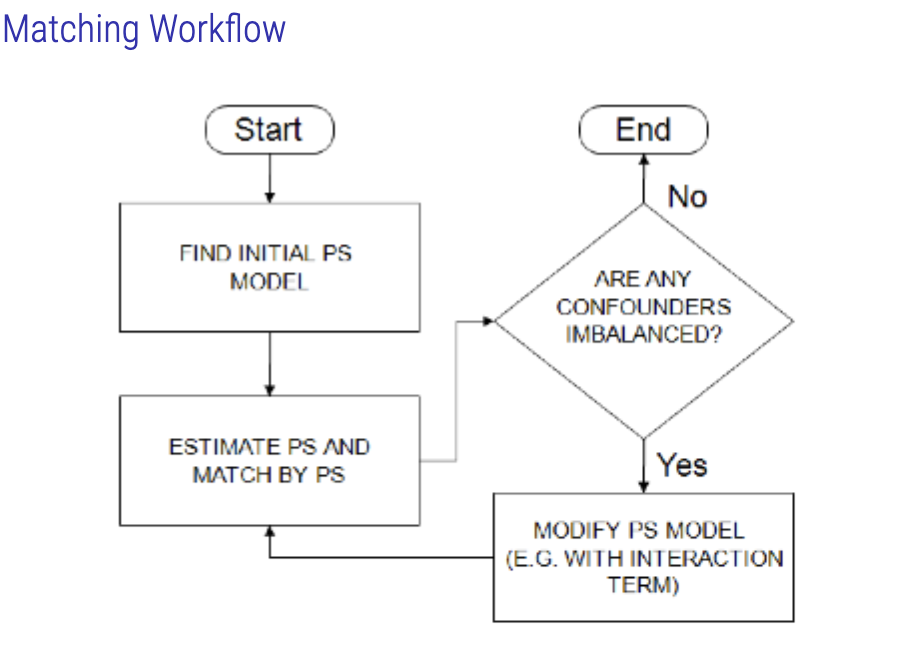 Matching Workflow
Start
FIND INITIAL PS
MODEL
ESTIMATE PS AND
MATCH BY PS
End
No
ARE ANY
CONFOUNDERS
IMBALANCED?
Yes
MODIFY PS MODEL
(E.G. WITH INTERACTION
TERM)